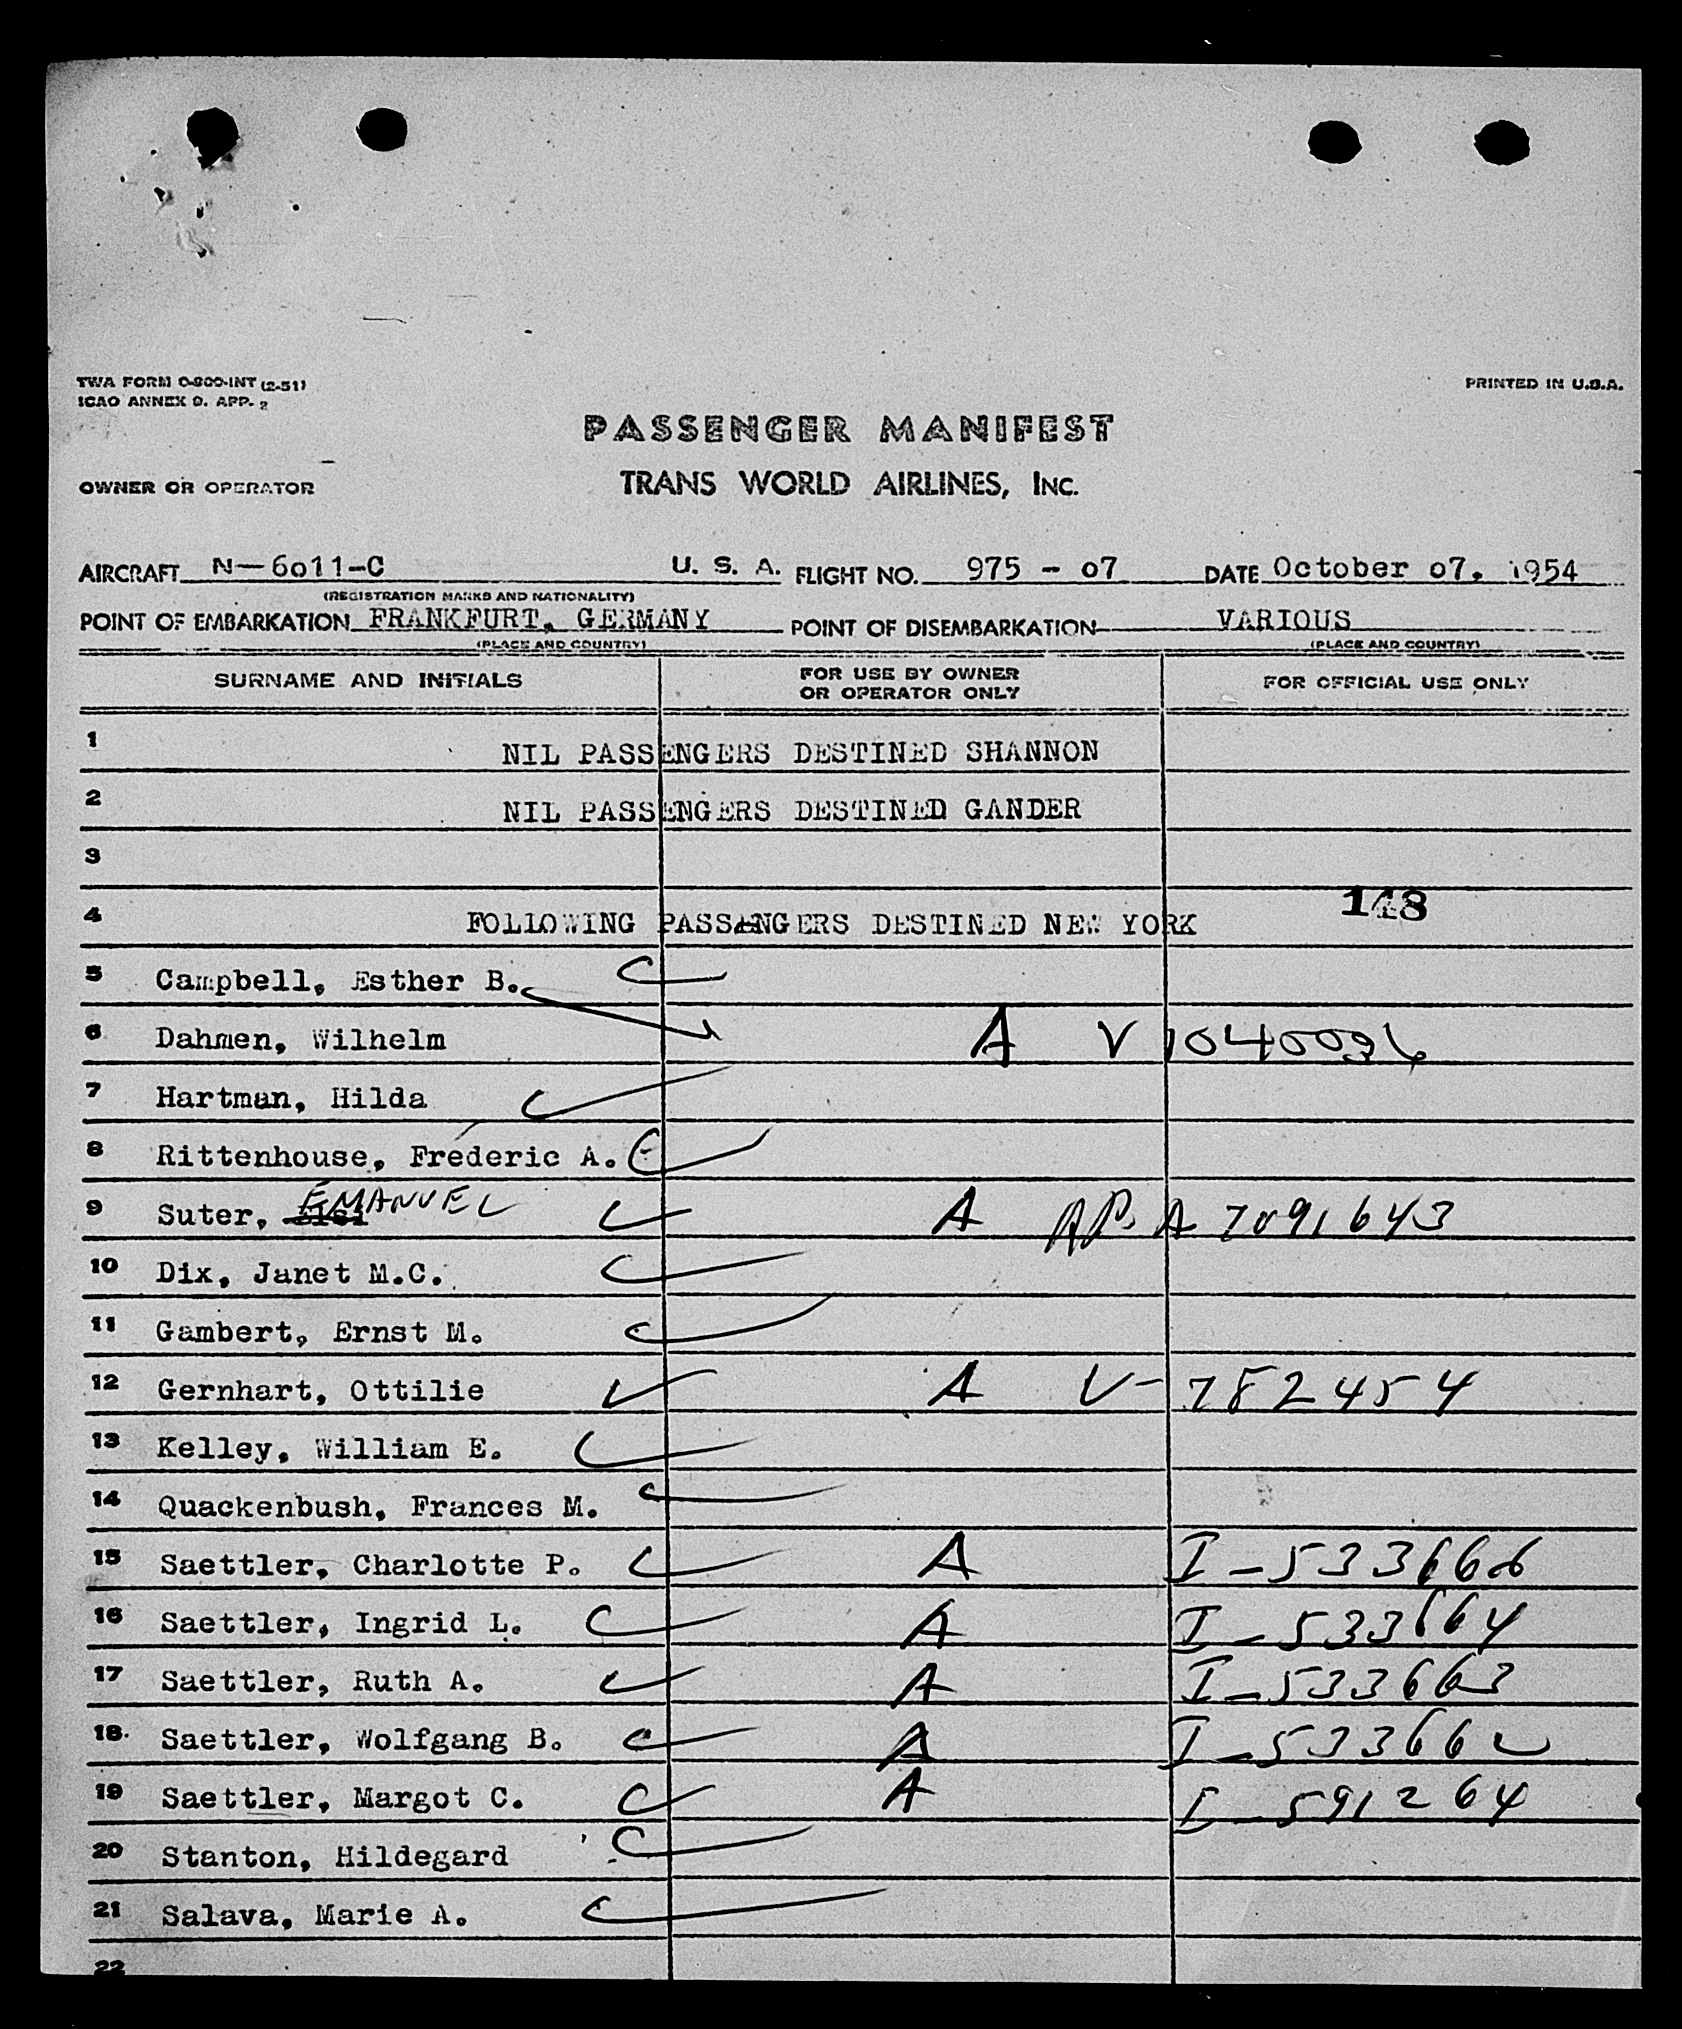 TWA FORM O-800-INT (2-51)
ICAO ANNEX 9. APP. 2
PRINTED IN U.S.A.
PASSENGER MANIFEST
OWNER OR OPERATOR TRANS WORLD AIRLINES, INC.
AIRCRAFT N-6011-C U. S. A. FLIGHT NO. 975 - 07 DATE October 07. 1954
(REGISTRATION MARKS AND NATIONALITY)
POINT OF EMBARKATION FRANKFURT, GERMANY POINT OF DISEMBARKATION VARIOUS
(PLACE AND COUNTRY) (PLACE AND COUNTRY)
SURNAME AND INITIALS FOR USE BY OWNER OR OPERATOR ONLY FOR OFFICIAL USE ONLY
1 NIL PASSENGERS DESTINED SHANNON
2 NIL PASSENGERS DESTINED GANDER
3
148
4 FOLLOWING PASSENGERS DESTINED NEW YORK
5 Campbell, Esther B.
6 Dahmen, Wilhelm A V 1040096
7 Hartman, Hilda
8 Rittenhouse, Frederic A.
9 Suter, EMANUEL A AR A 7091643
10 Dix, Janet M.C.
11 Gambert, Ernst M.
12 Gernhart, Ottilie A V-782454
13 Kelley, William E.
14 Quackenbush, Frances M.
15 Saettler, Charlotte P. A I-533666
16 Saettler, Ingrid L. A I-533664
17 Saettler, Ruth A. A I-533663
18. Saettler, Wolfgang B. A I-533662
19 Saettler, Margot C. A I-591264
20 Stanton, Hildegard
21 Salava, Marie A.
22